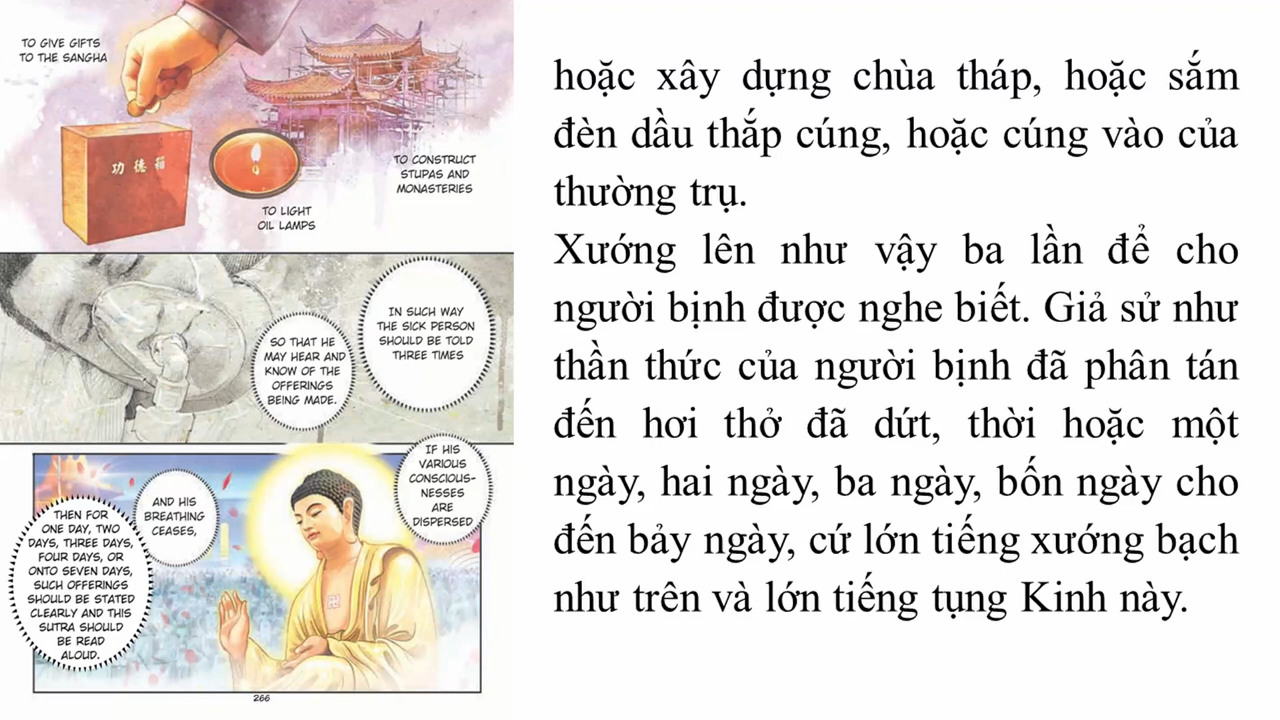 TO GIVE GIFTS
TO THE SANGHA
功德箱
TO LIGHT
OIL LAMPS
TO CONSTRUCT
STUPAS AND
MONASTERIES
IN SUCH WAY
THE SICK PERSON
SHOULD BE TOLD
THREE TIMES
SO THAT HE
MAY HEAR AND
KNOW OF THE
OFFERINGS
BEING MADE.
IF HIS
VARIOUS
CONSCIOUS-
NESSES
ARE
DISPERSED
AND HIS
BREATHING
CEASES,
THEN FOR
ONE DAY, TWO
DAYS, THREE DAYS,
FOUR DAYS, OR
ONTO SEVEN DAYS,
SUCH OFFERINGS
SHOULD BE STATED
CLEARLY AND THIS
SUTRA SHOULD
BE READ
ALOUD.
266
hoặc xây dựng chùa tháp, hoặc sắm
đèn dầu thắp cúng, hoặc cúng vào của
thường trụ.
Xướng lên như vậy ba lần để cho
người bịnh được nghe biết. Giả sử như
thần thức của người bịnh đã phân tán
đến hơi thở đã dứt, thời hoặc một
ngày, hai ngày, ba ngày, bốn ngày cho
đến bảy ngày, cứ lớn tiếng xướng bạch
như trên và lớn tiếng tụng Kinh này.